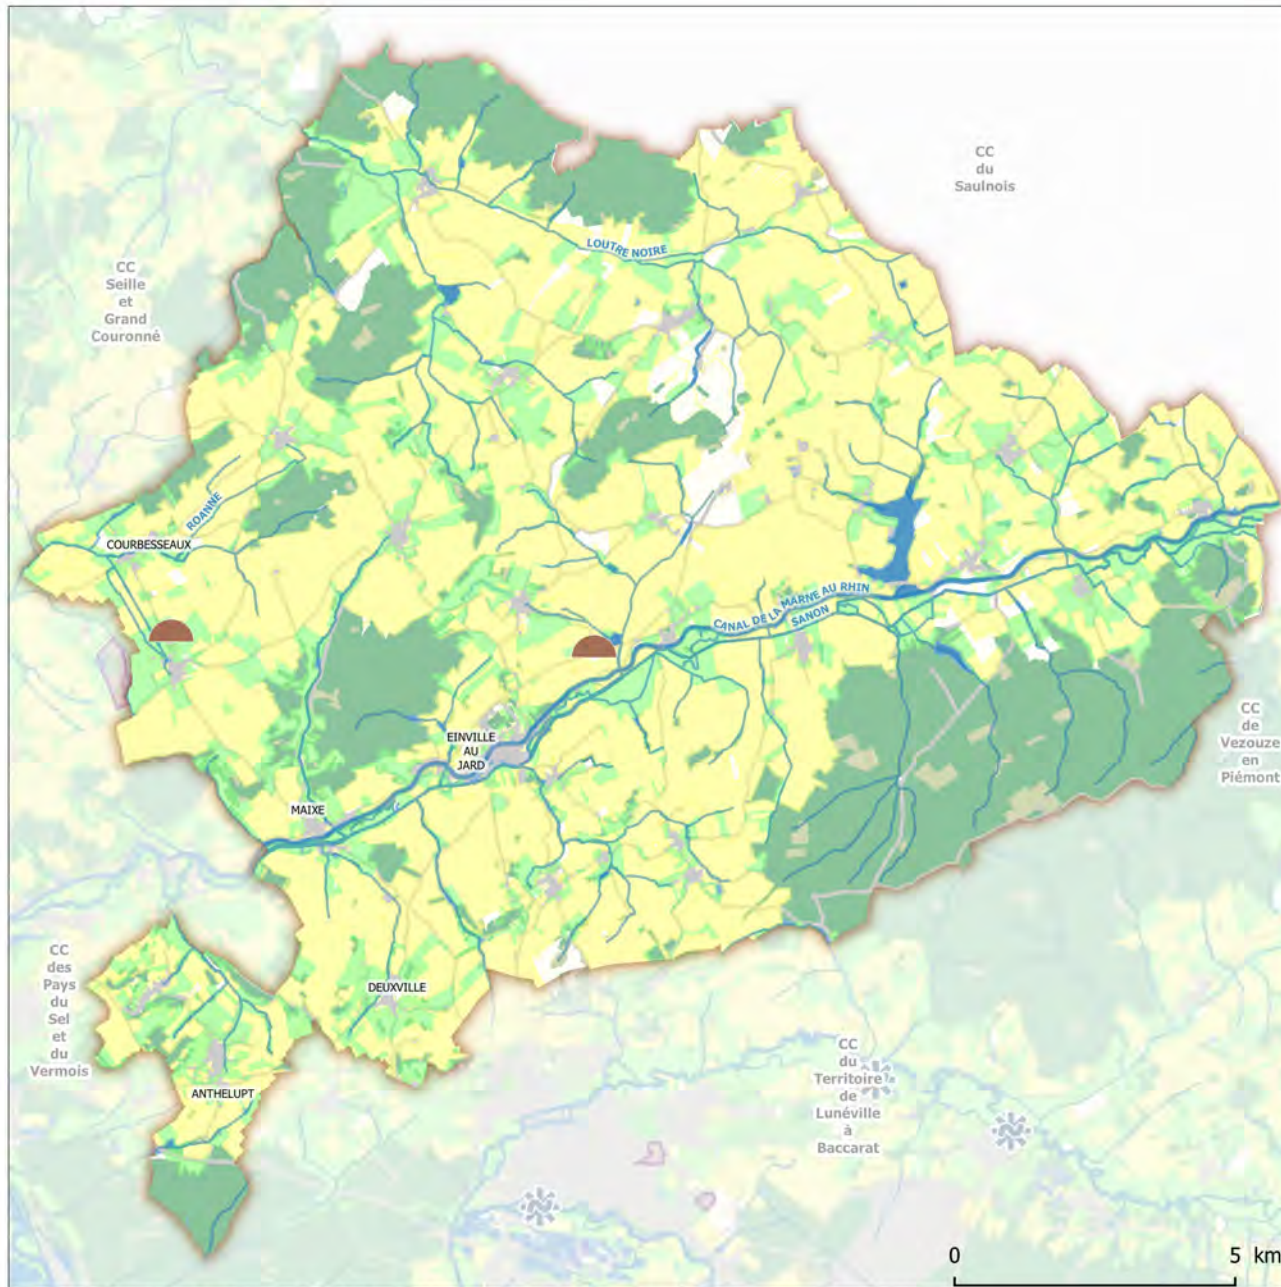 CC
du
Saulnois
LOUTRE NOIRE
CC
Seille
et
Grand
Couronné
ROANNE
COURBESSEAUX
CANAL DE LA MARNE AU RHIN
SANON
EINVILLE
AU
JARD
CC
de
Vezouze
en
Piémont
MAIXE
CC
des
Pays
du
Sel
et
du
Vermois
DEUXVILLE
CC
du
Territoire
de
Lunéville
à
Baccarat
ANTHELUPT
0 5 km